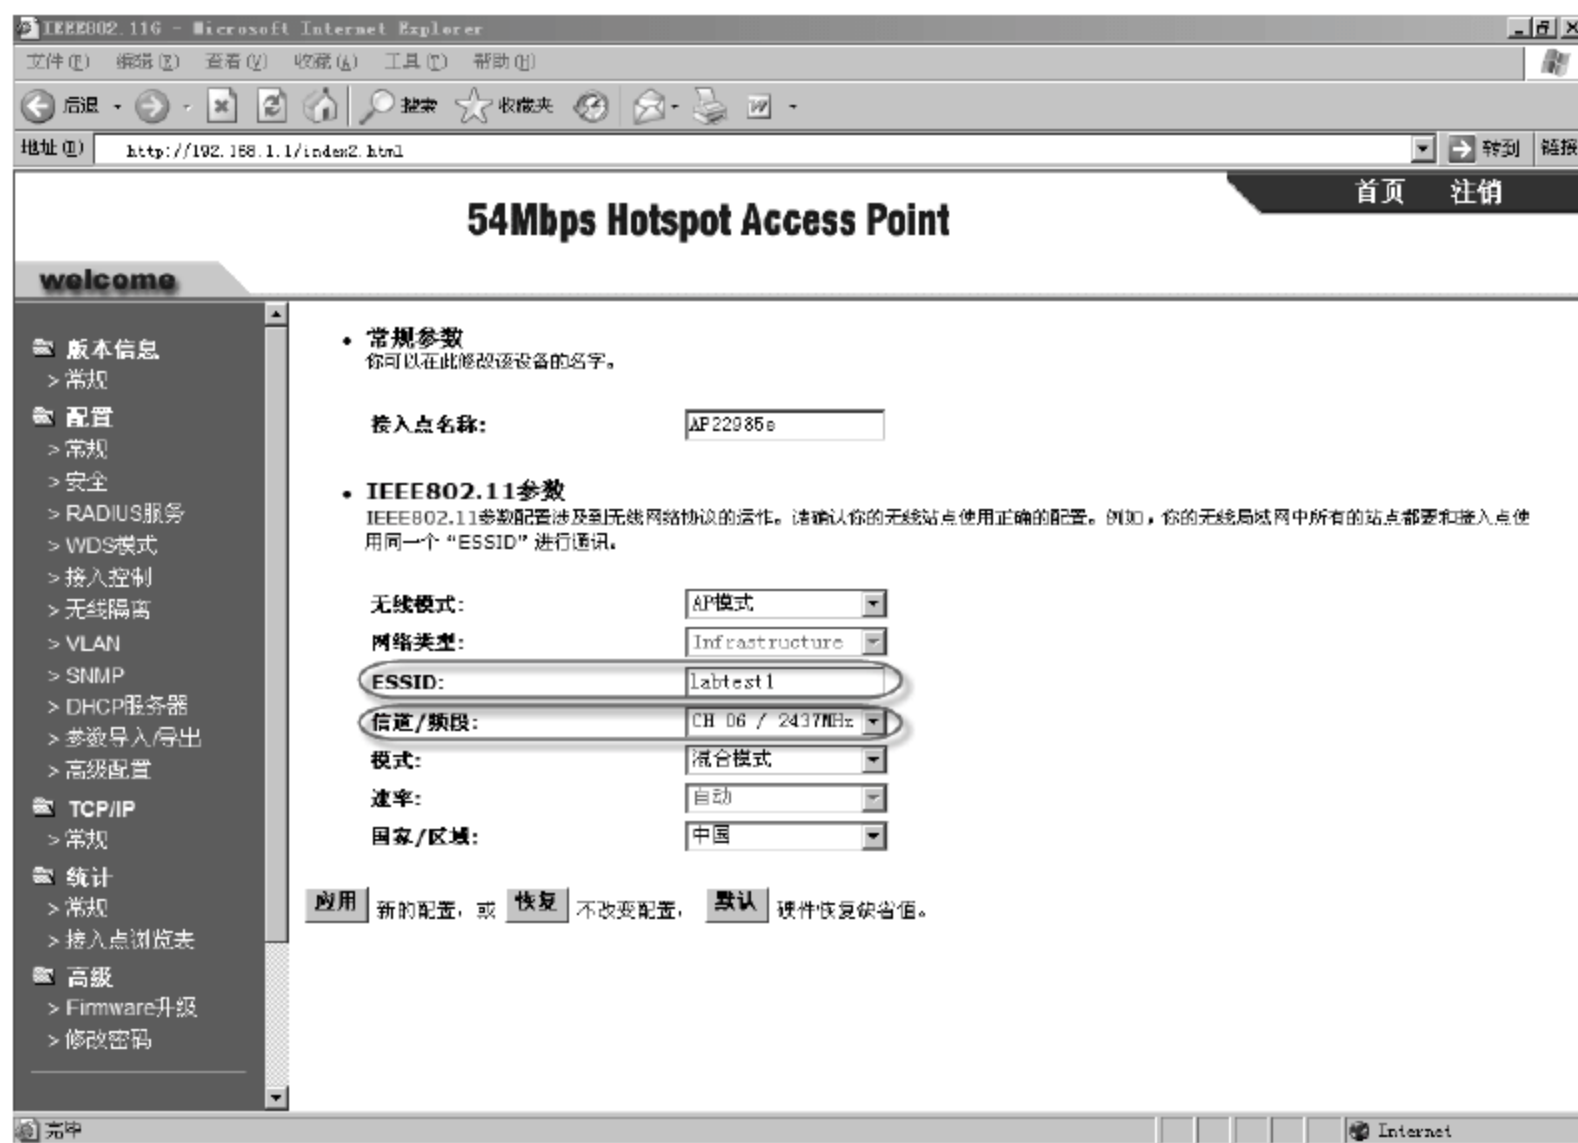 IEEE802.11G - Microsoft Internet Explorer
文件(F) 编辑(E) 查看(V) 收藏(A) 工具(T) 帮助(H)
后退 搜索 收藏夹
地址(D) http://192.168.1.1/index2.html 转到 链接
首页 注销
54Mbps Hotspot Access Point
welcome
版本信息
> 常规
配置
> 常规
> 安全
> RADIUS服务
> WDS模式
> 接入控制
> 无线隔离
> VLAN
> SNMP
> DHCP服务器
> 参数导入/导出
> 高级配置
TCP/IP
> 常规
统计
> 常规
> 接入点浏览表
高级
> Firmware升级
> 修改密码
• 常规参数
你可以在此修改该设备的名字。
接入点名称: AP22985e
• IEEE802.11参数
IEEE802.11参数配置涉及到无线网络协议的运作。请确认你的无线站点使用正确的配置。例如，你的无线局域网中所有的站点都要和接入点使
用同一个“ESSID”进行通讯。
无线模式: AP模式
网络类型: Infrastructure
ESSID: labtest1
信道/频段: CH 06 / 2437MHz
模式: 混合模式
速率: 自动
国家/区域: 中国
应用 新的配置，或 恢复 不改变配置， 默认 硬件恢复缺省值。
完毕 Internet